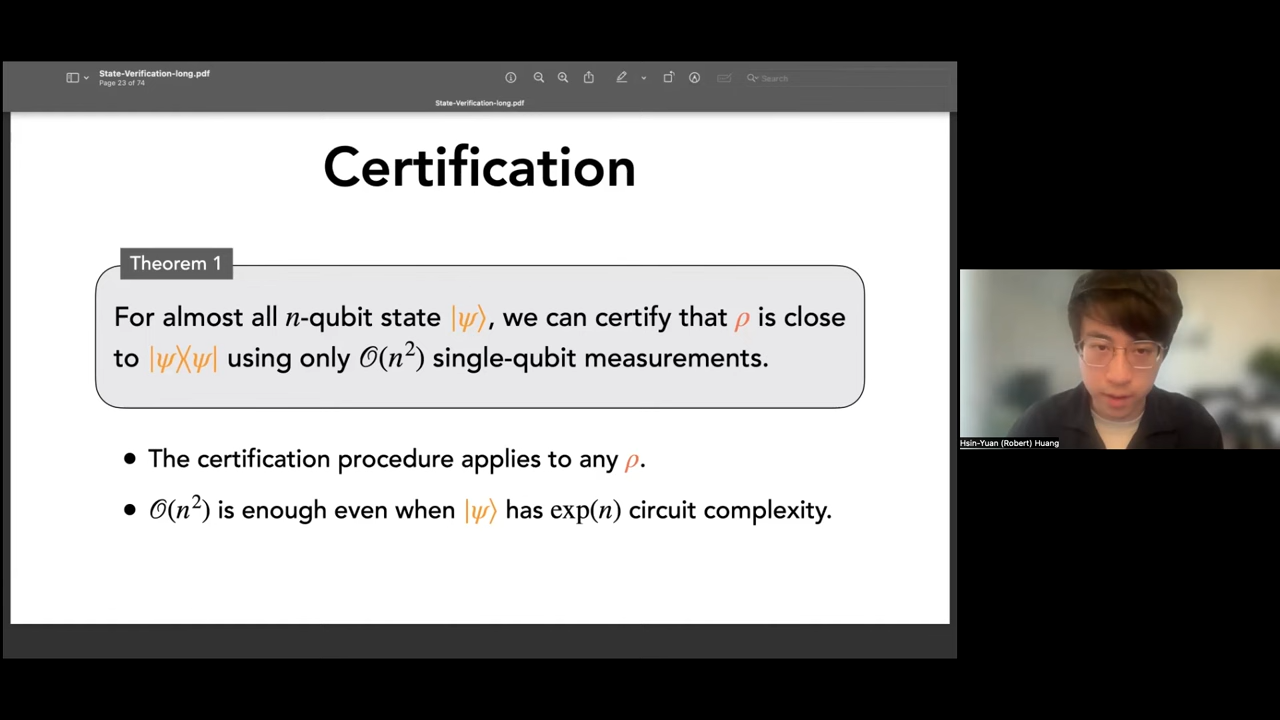 State-Verification-long.pdf
Page 23 of 74
Search
State-Verification-long.pdf
Certification
Theorem 1
For almost all n-qubit state |ψ⟩, we can certify that ρ is close
to |ψ⟩⟨ψ| using only 𝒪(n²) single-qubit measurements.
● The certification procedure applies to any ρ.
● 𝒪(n²) is enough even when |ψ⟩ has exp(n) circuit complexity.
Hsin-Yuan (Robert) Huang